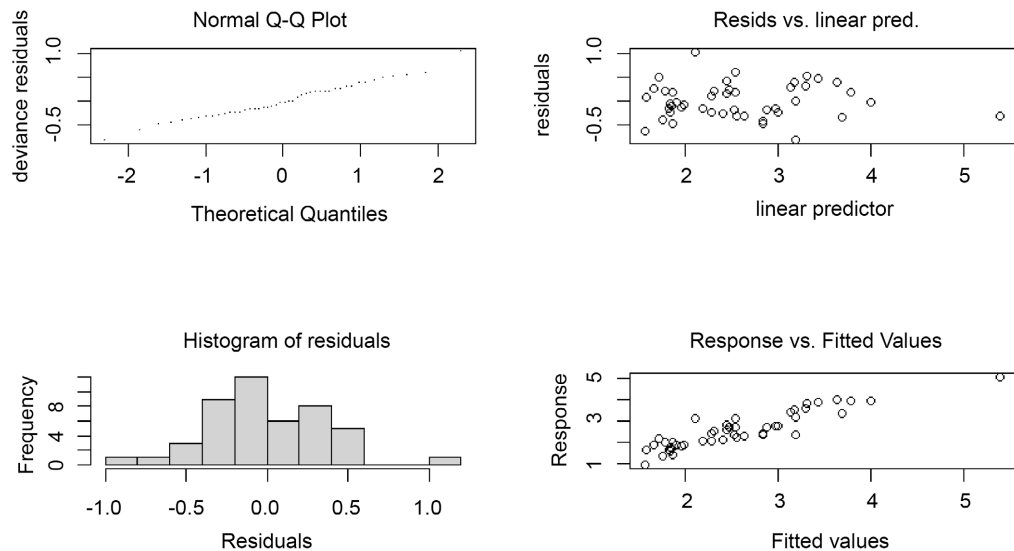 Normal Q-Q Plot
deviance residuals
-0.5 1.0
-2 -1 0 1 2
Theoretical Quantiles
Resids vs. linear pred.
residuals
-0.5 1.0
2 3 4 5
linear predictor
Histogram of residuals
Frequency
0 4 8
-1.0 -0.5 0.0 0.5 1.0
Residuals
Response vs. Fitted Values
Response
1 3 5
2 3 4 5
Fitted values